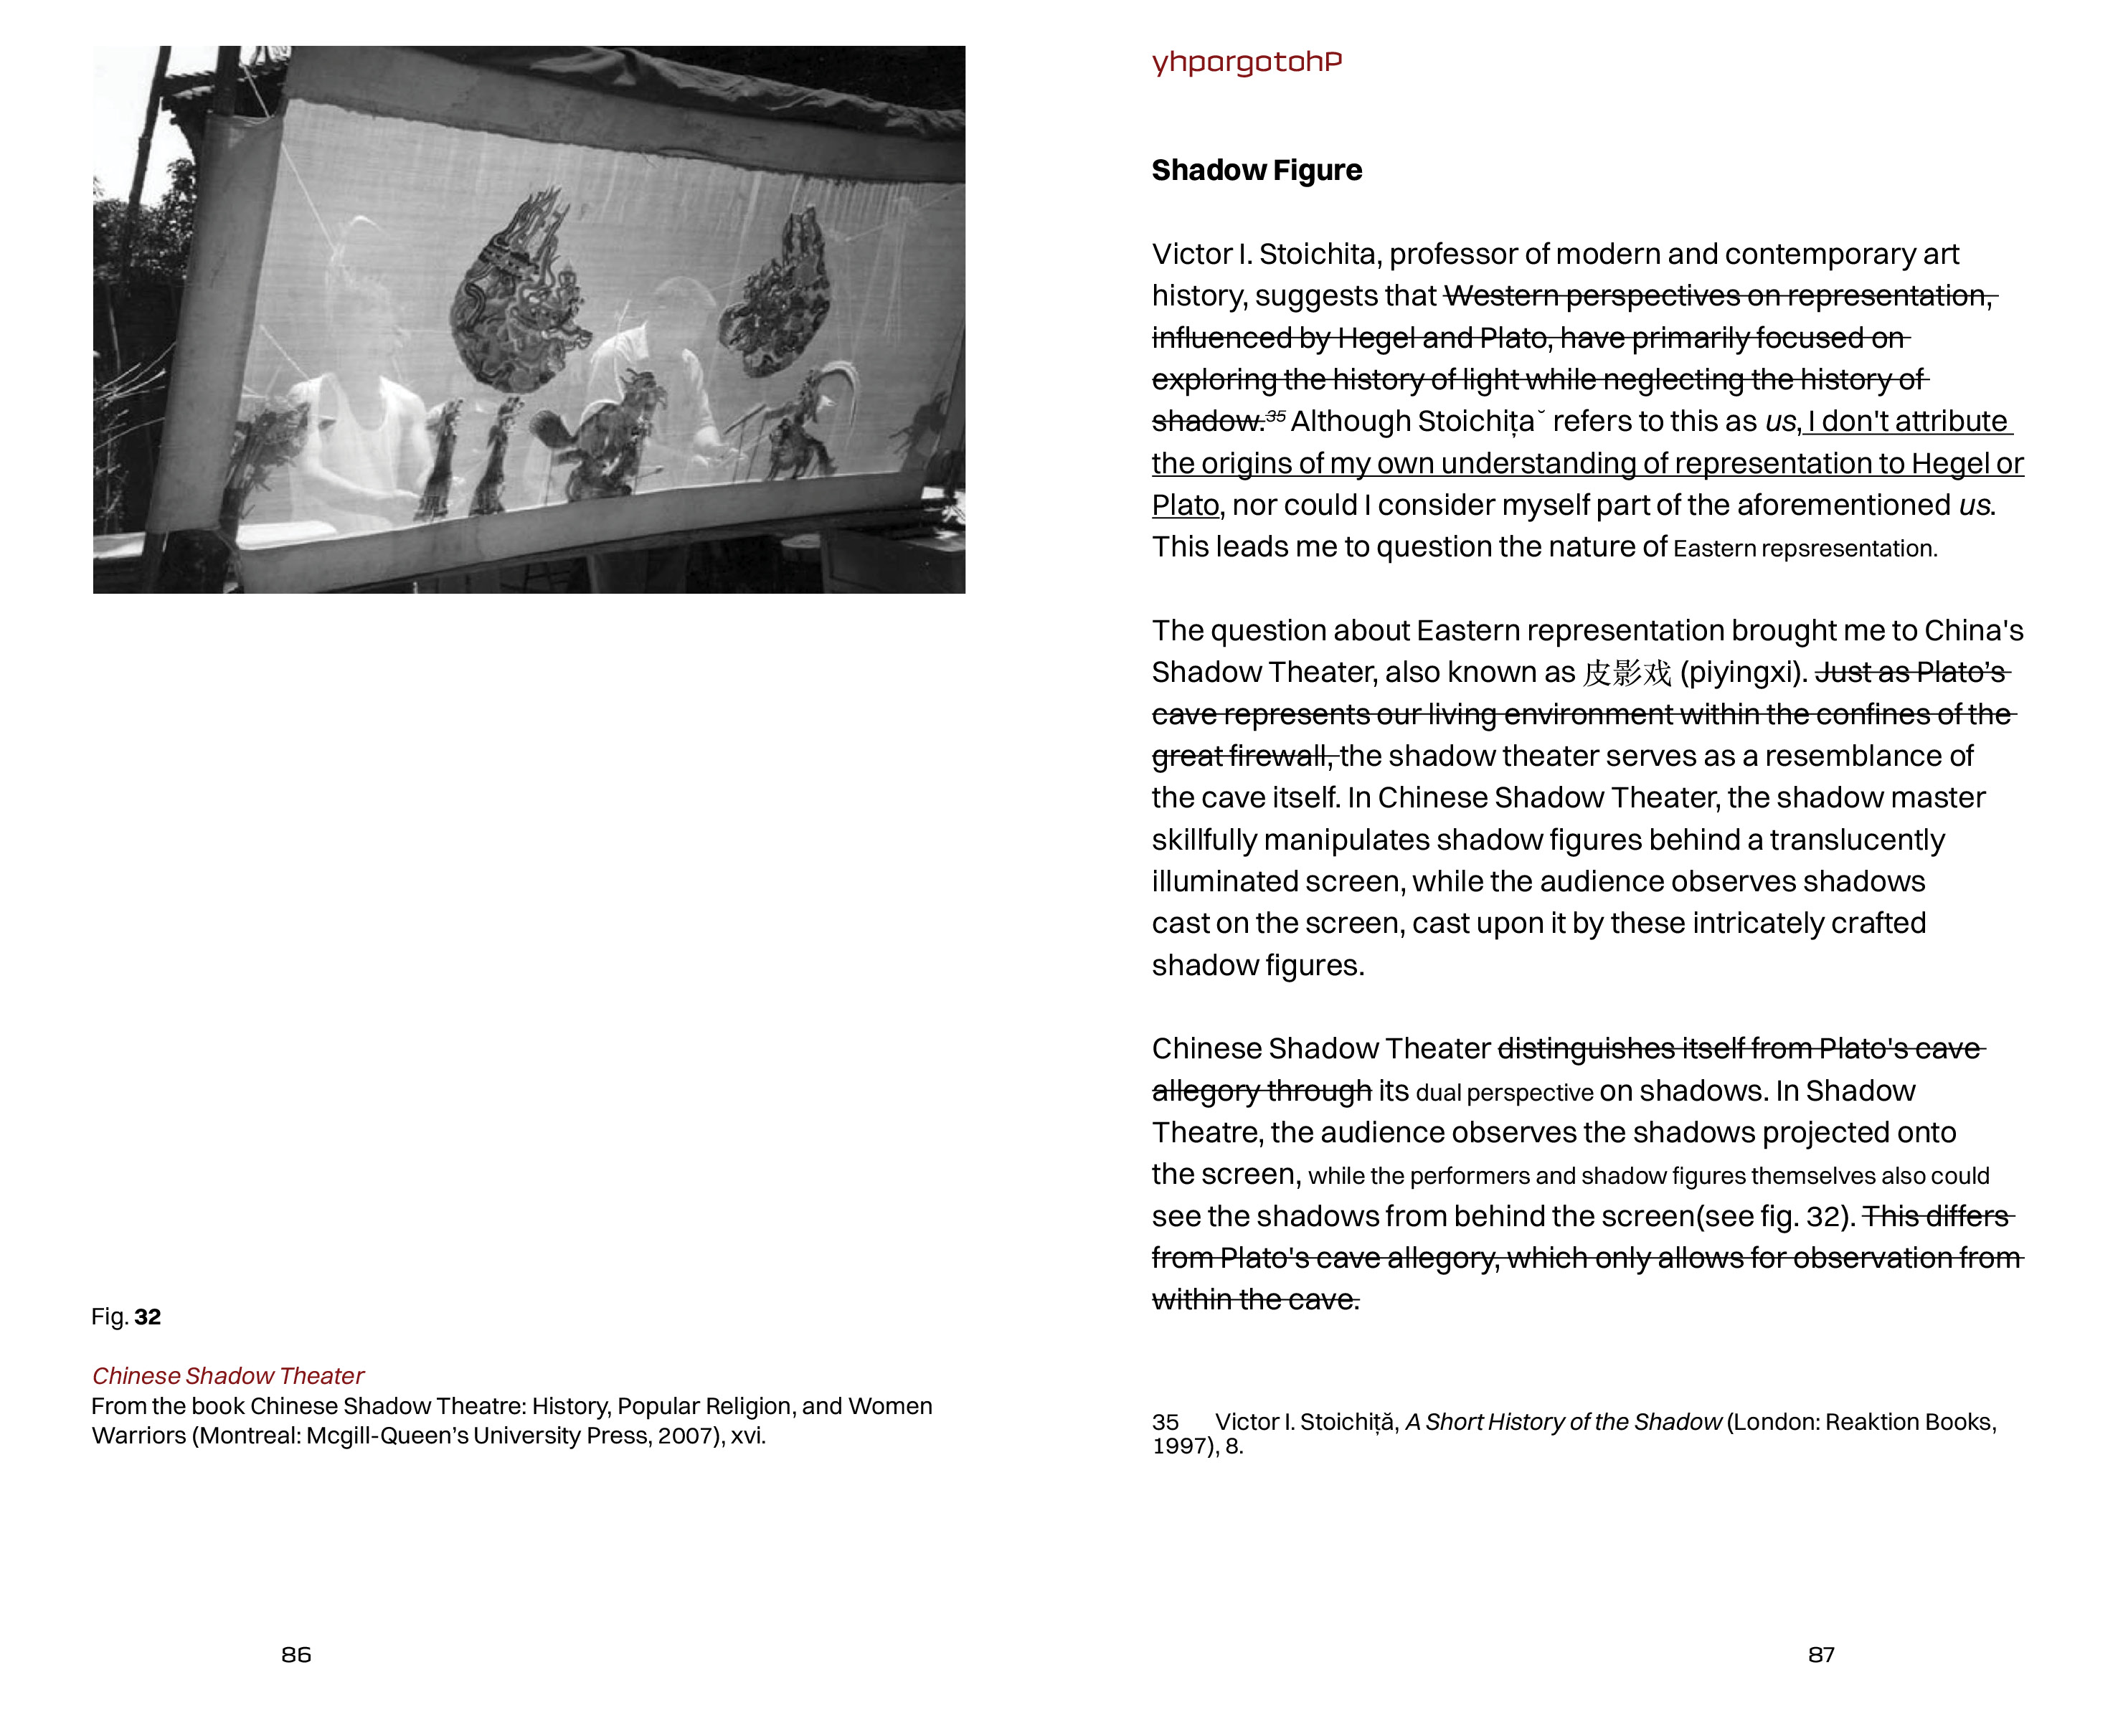 yhpargotohP
Shadow Figure
Victor I. Stoichita, professor of modern and contemporary art
history, suggests that Western perspectives on representation,
influenced by Hegel and Plato, have primarily focused on
exploring the history of light while neglecting the history of
shadow.35 Although Stoichița˘ refers to this as us, I don't attribute
the origins of my own understanding of representation to Hegel or
Plato, nor could I consider myself part of the aforementioned us.
This leads me to question the nature of Eastern repsresentation.
The question about Eastern representation brought me to China's
Shadow Theater, also known as 皮影戏 (piyingxi). Just as Plato’s
cave represents our living environment within the confines of the
great firewall, the shadow theater serves as a resemblance of
the cave itself. In Chinese Shadow Theater, the shadow master
skillfully manipulates shadow figures behind a translucently
illuminated screen, while the audience observes shadows
cast on the screen, cast upon it by these intricately crafted
shadow figures.
Chinese Shadow Theater distinguishes itself from Plato's cave
allegory through its dual perspective on shadows. In Shadow
Theatre, the audience observes the shadows projected onto
the screen, while the performers and shadow figures themselves also could
see the shadows from behind the screen(see fig. 32). This differs
from Plato's cave allegory, which only allows for observation from
within the cave.
Fig. 32
Chinese Shadow Theater
From the book Chinese Shadow Theatre: History, Popular Religion, and Women
Warriors (Montreal: Mcgill-Queen’s University Press, 2007), xvi.
35 Victor I. Stoichiță, A Short History of the Shadow (London: Reaktion Books,
1997), 8.
86
87